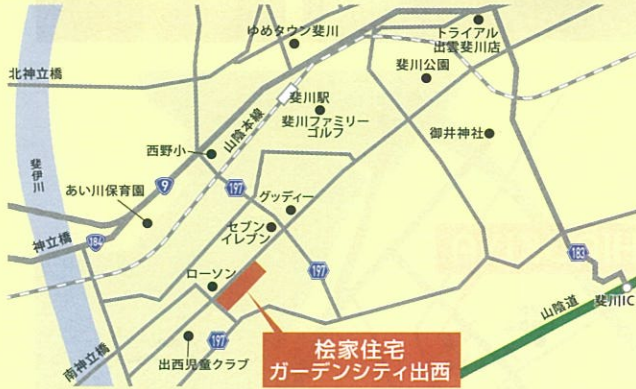 ゆめタウン斐川
トライアル
出雲斐川店
北神立橋
斐川公園
斐川駅
斐川ファミリー
ゴルフ
山陰本線
御井神社
西野小
斐伊川
9
197
あい川保育園
グッディー
神立橋
184
セブン
イレブン
183
197
ローソン
斐川IC
山陰道
南神立橋
197
出西児童クラブ
桧家住宅
ガーデンシティ出西